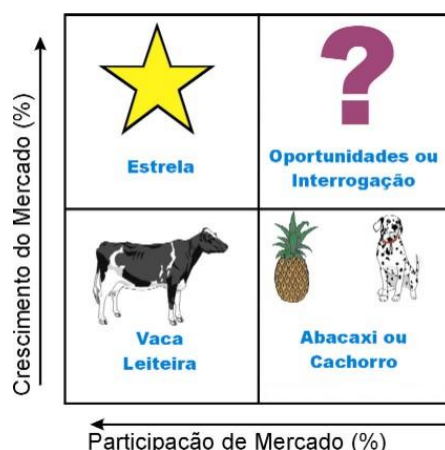 Crescimento do Mercado (%)
Estrela
?
Oportunidades ou
Interrogação
Vaca
Leiteira
Abacaxi ou
Cachorro
Participação de Mercado (%)